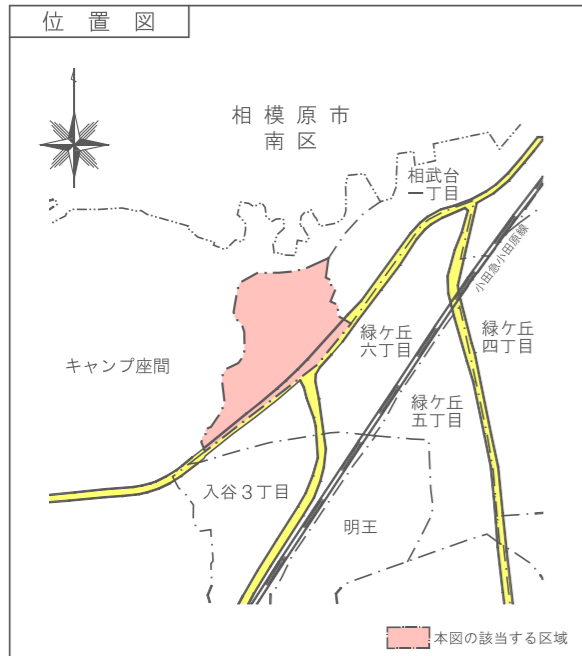 位置図
相模原市
南区
相武台
一丁目
小田急小田原線
緑ケ丘
六丁目
緑ケ丘
四丁目
キャンプ座間
緑ケ丘
五丁目
入谷3丁目
明王
本図の該当する区域